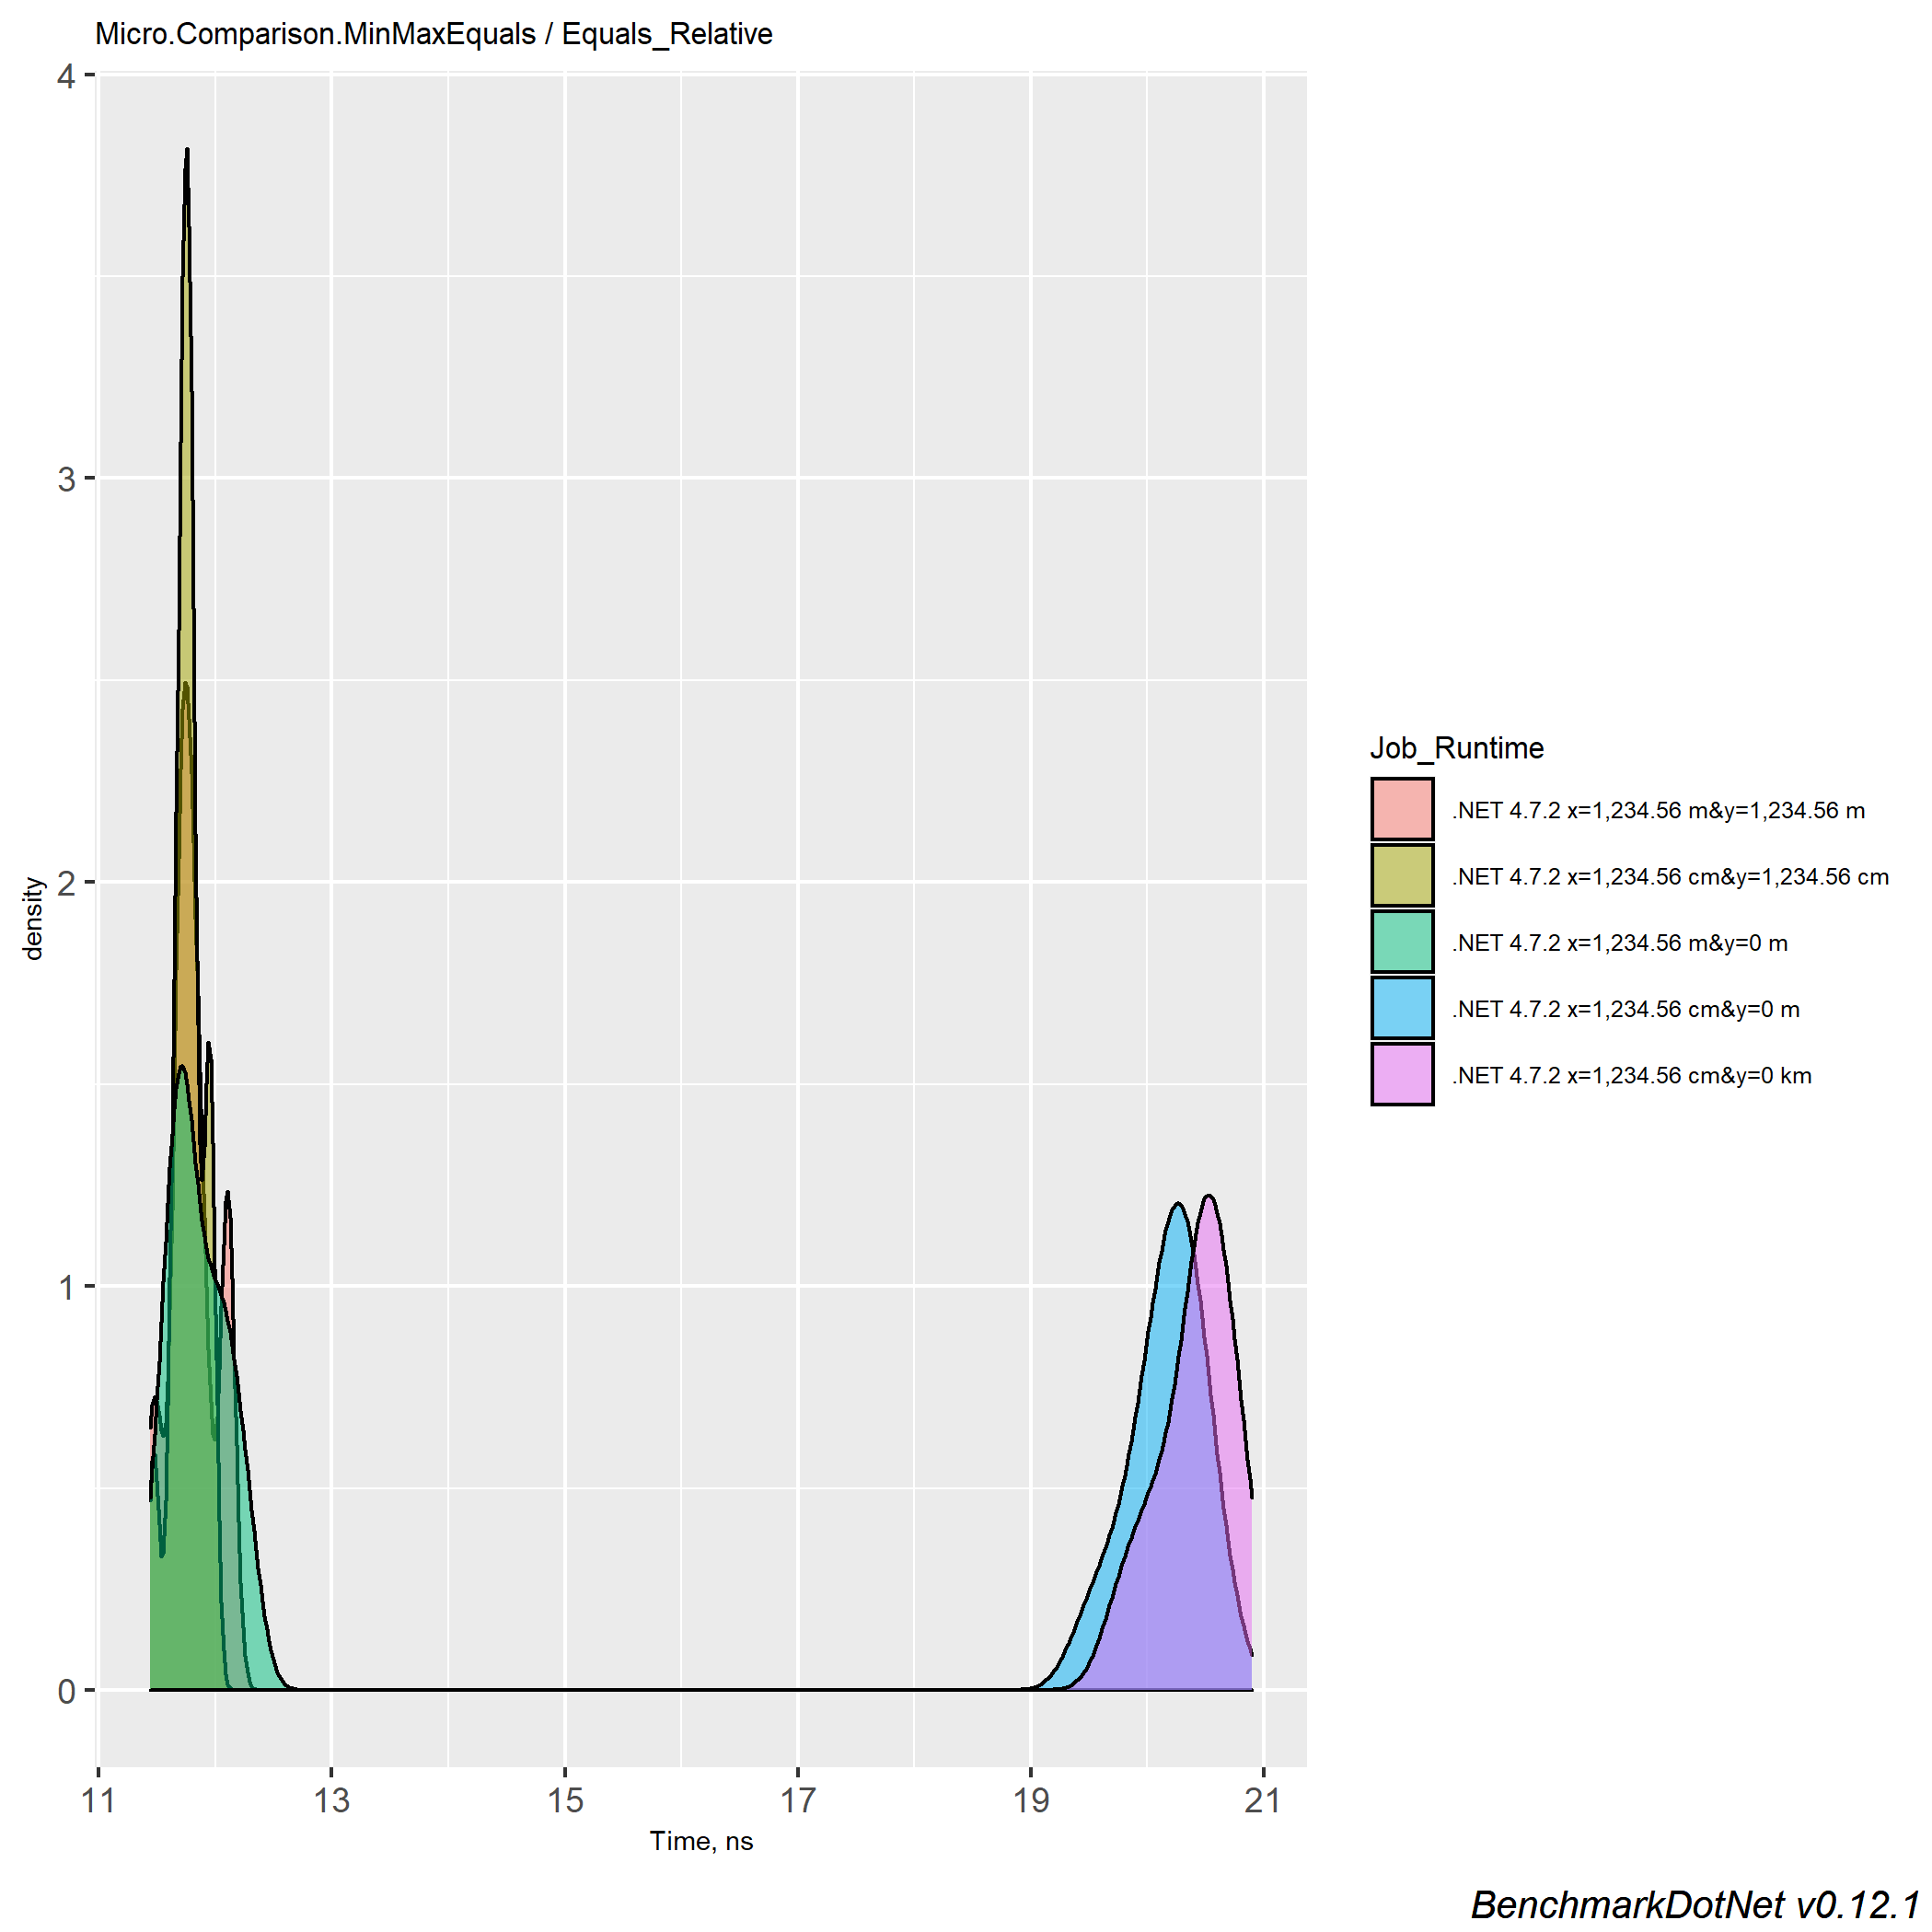 Micro.Comparison.MinMaxEquals / Equals_Relative
4
3
2
1
0
density
11 13 15 17 19 21
Time, ns
Job_Runtime
.NET 4.7.2 x=1,234.56 m&y=1,234.56 m
.NET 4.7.2 x=1,234.56 cm&y=1,234.56 cm
.NET 4.7.2 x=1,234.56 m&y=0 m
.NET 4.7.2 x=1,234.56 cm&y=0 m
.NET 4.7.2 x=1,234.56 cm&y=0 km
BenchmarkDotNet v0.12.1